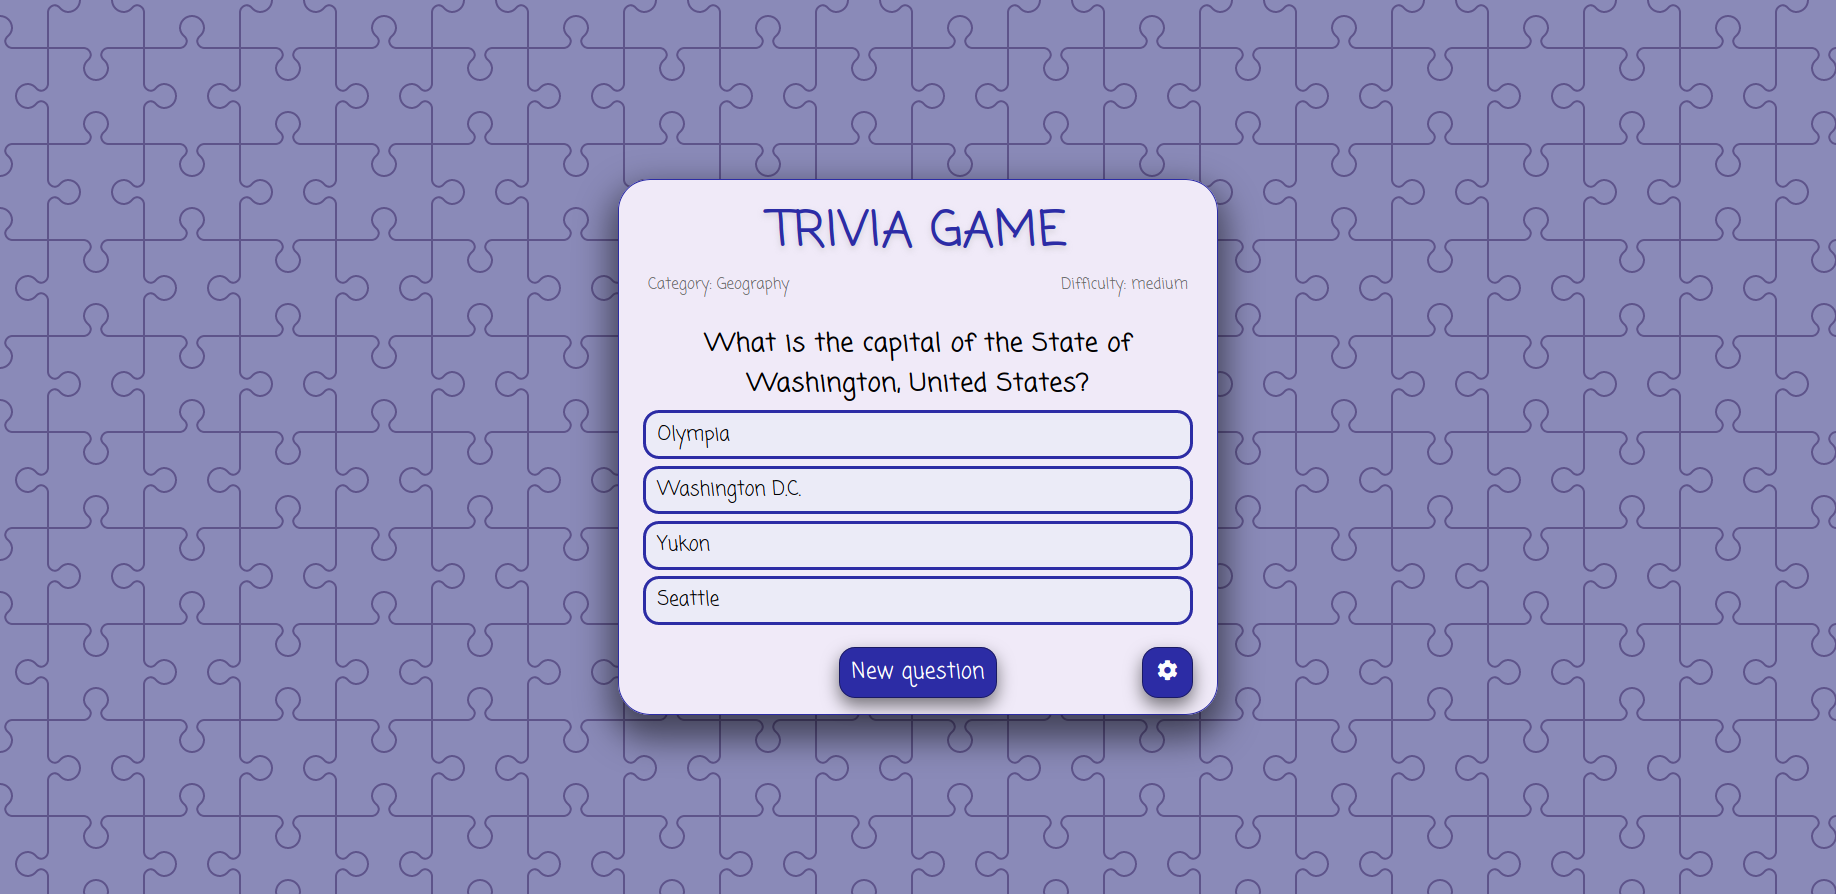 TRIVIA GAME
Category: Geography
Difficulty: medium
What is the capital of the State of
Washington, United States?
Olympia
Washington D.C.
Yukon
Seattle
New question